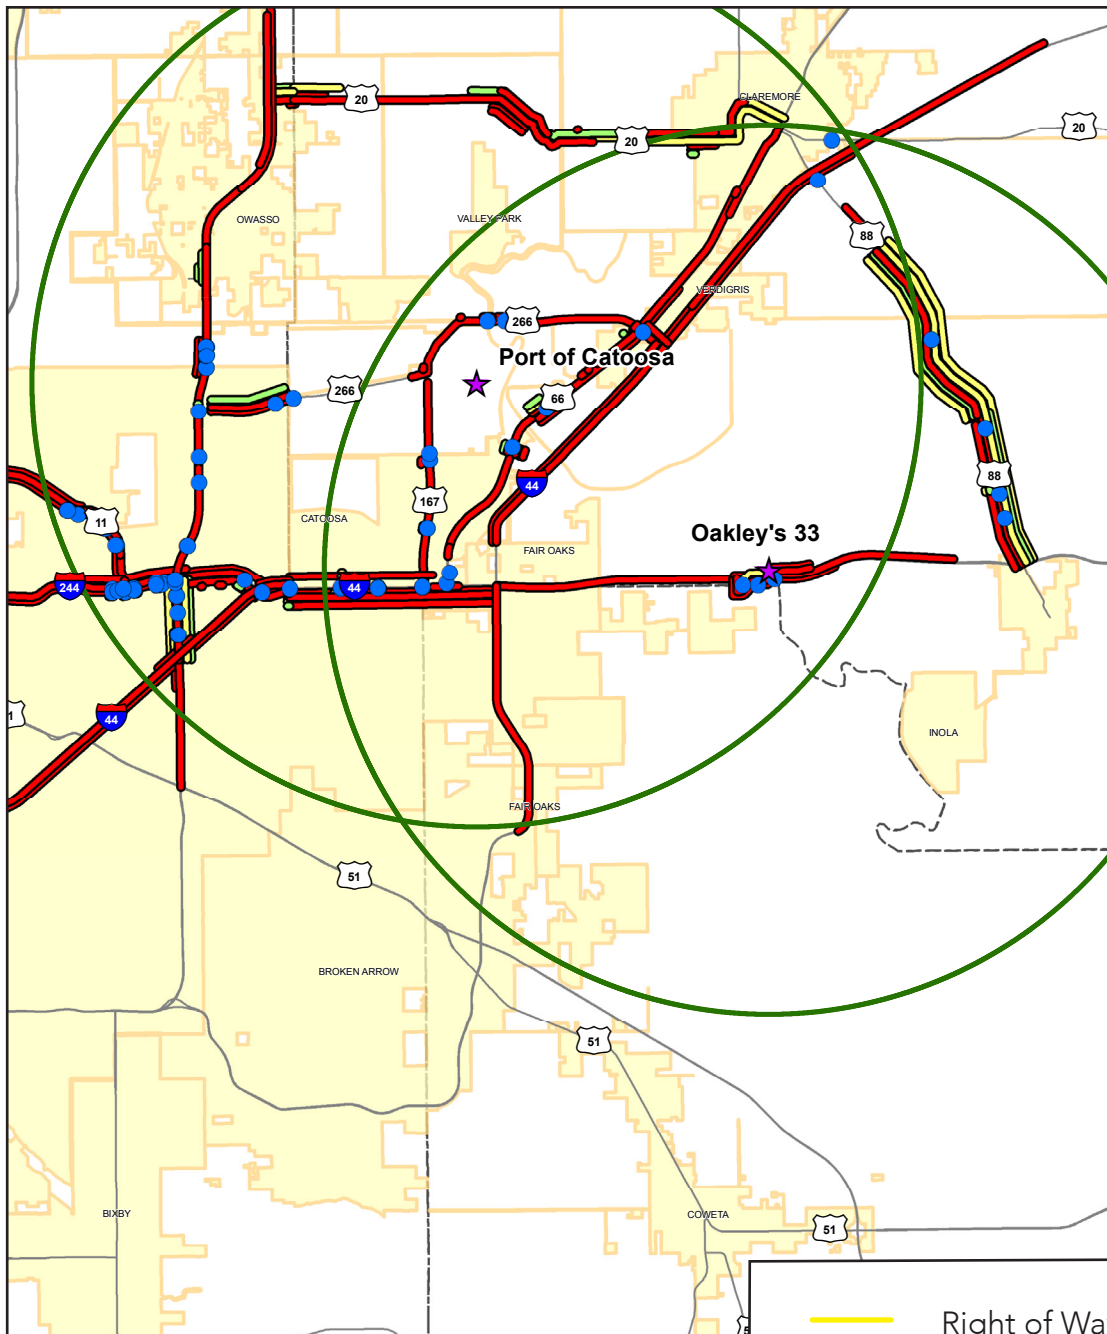 CLAREMORE
20
20
20
OWASSO
VALLEY PARK
88
VERDIGRIS
266
Port of Catoosa
266
66
44
88
167
11
CATOOSA
Oakley's 33
FAIR OAKS
244
44
44
1
INOLA
FAIR OAKS
51
BROKEN ARROW
51
BIXBY
COWETA
51
Right of Wa